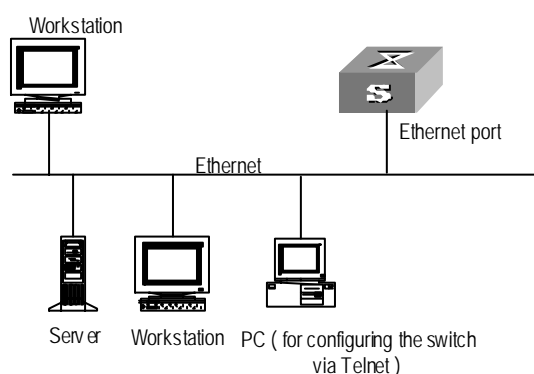 Workstation
S
Ethernet port
Ethernet
Server
Workstation
PC ( for configuring the switch
via Telnet )